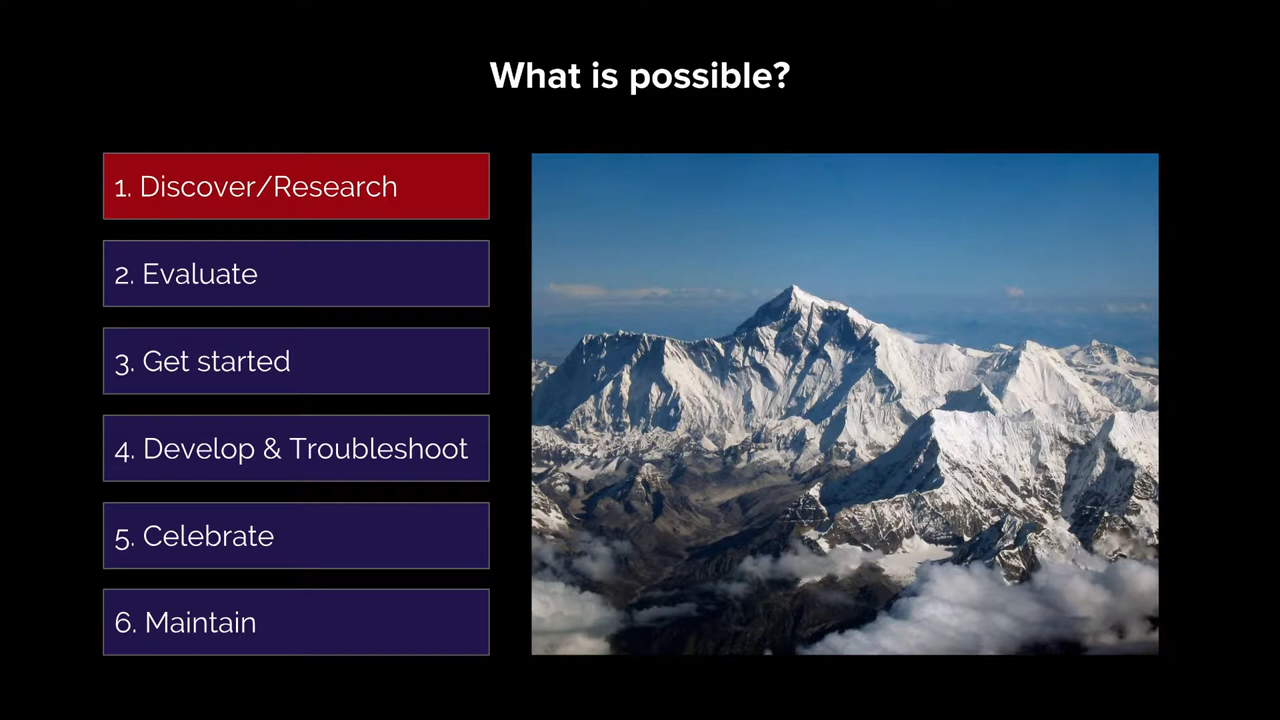 What is possible?
1. Discover/Research
2. Evaluate
3. Get started
4. Develop & Troubleshoot
5. Celebrate
6. Maintain